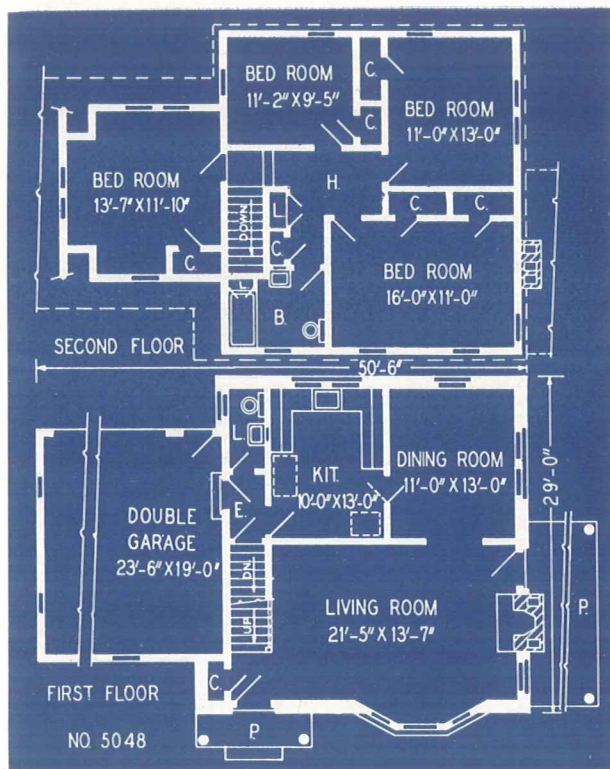 BED ROOM
11'-2" X 9'-5"
C.
C.
BED ROOM
11'-0" X 13'-0"
BED ROOM
13'-7" X 11'-10"
H.
DOWN
L.
C.
C.
C.
C.
BED ROOM
16'-0" X 11'-0"
B.
SECOND FLOOR
50'-6"
L.
KIT.
10'-0" X 13'-0"
DINING ROOM
11'-0" X 13'-0"
29'-0"
E.
DOUBLE
GARAGE
23'-6" X 19'-0"
DN.
UP
LIVING ROOM
21'-5" X 13'-7"
P.
C.
FIRST FLOOR
P.
NO. 5048